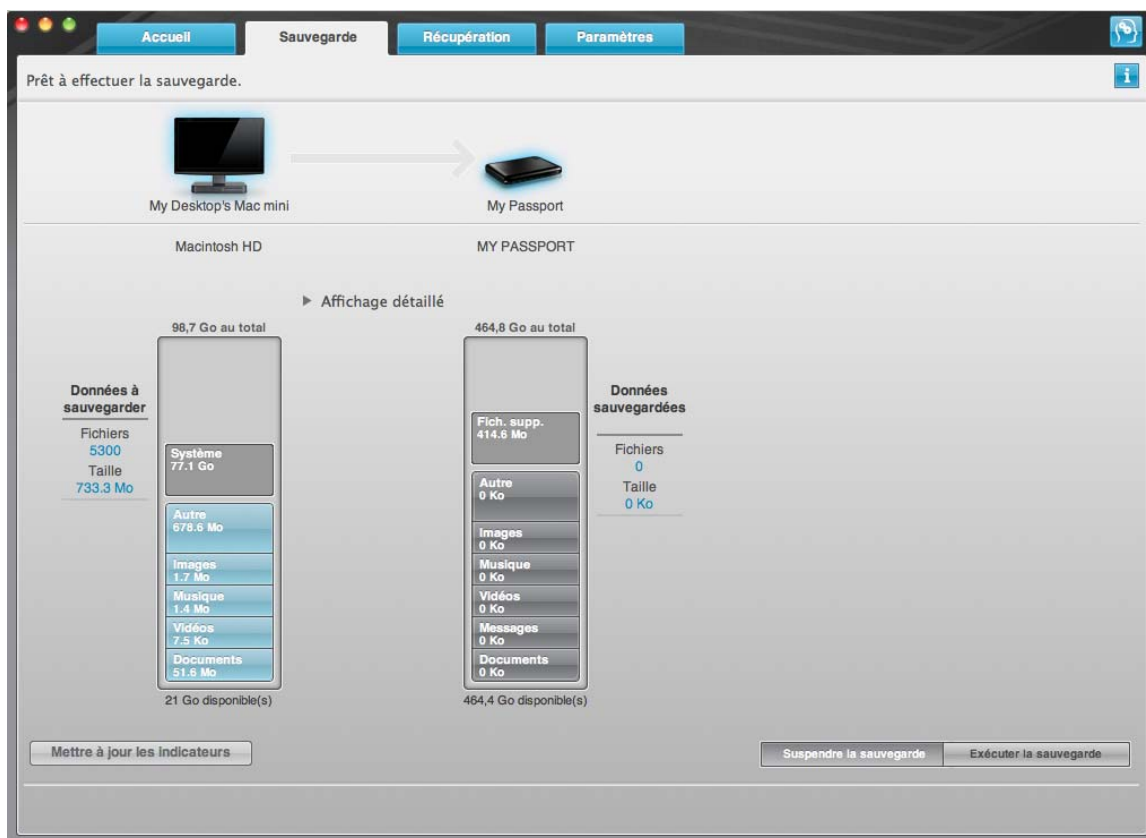 Accueil
Sauvegarde
Récupération
Paramètres
Prêt à effectuer la sauvegarde.
i
My Desktop's Mac mini
My Passport
Macintosh HD
MY PASSPORT
Affichage détaillé
98,7 Go au total
464,8 Go au total
Données à
sauvegarder
Fichiers
5300
Taille
733.3 Mo
Système
77.1 Go
Autre
678.6 Mo
Images
1.7 Mo
Musique
1.4 Mo
Vidéos
7.5 Ko
Documents
51.6 Mo
21 Go disponible(s)
Fich. supp.
414.6 Mo
Autre
0 Ko
Images
0 Ko
Musique
0 Ko
Vidéos
0 Ko
Messages
0 Ko
Documents
0 Ko
464,4 Go disponible(s)
Données
sauvegardées
Fichiers
0
Taille
0 Ko
Mettre à jour les indicateurs
Suspendre la sauvegarde
Exécuter la sauvegarde